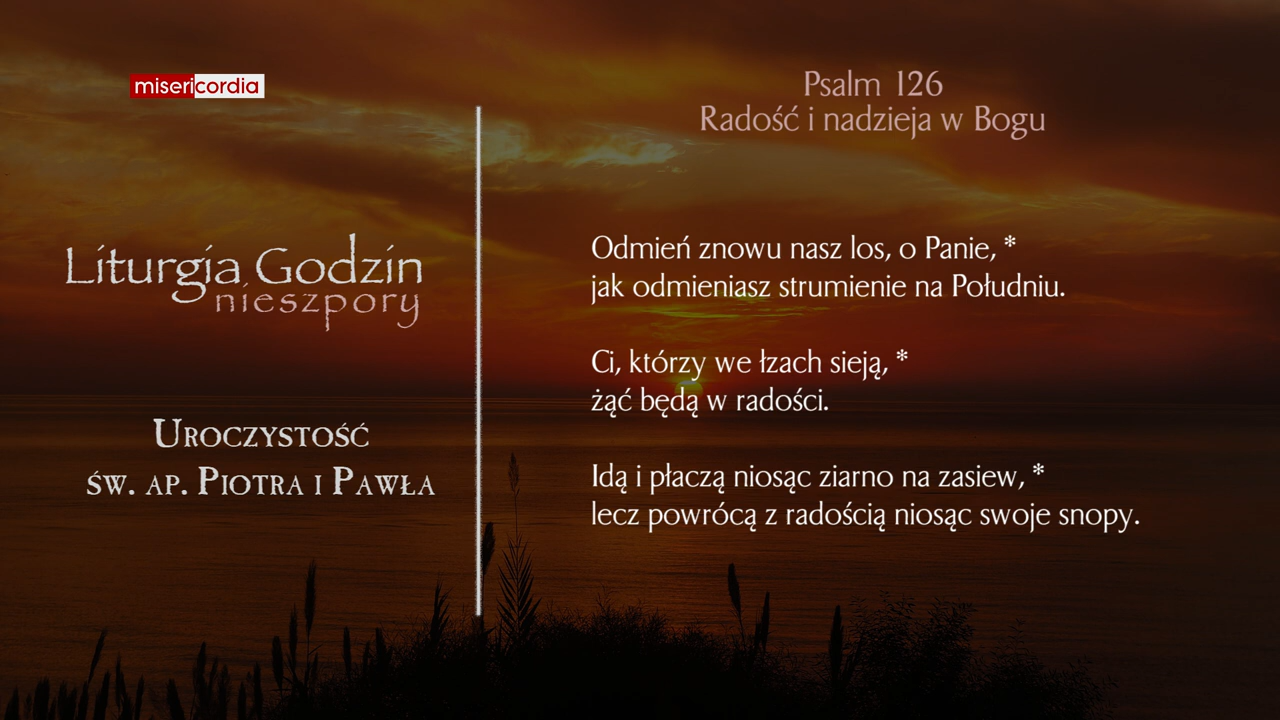 misericordia
Liturgia Godzin
nieszpory
Uroczystość
św. ap. Piotra i Pawła
Psalm 126
Radość i nadzieja w Bogu
Odmień znowu nasz los, o Panie, *
jak odmieniasz strumienie na Południu.
Ci, którzy we łzach sieją, *
żąć będą w radości.
Idą i płaczą niosąc ziarno na zasiew, *
lecz powrócą z radością niosąc swoje snopy.